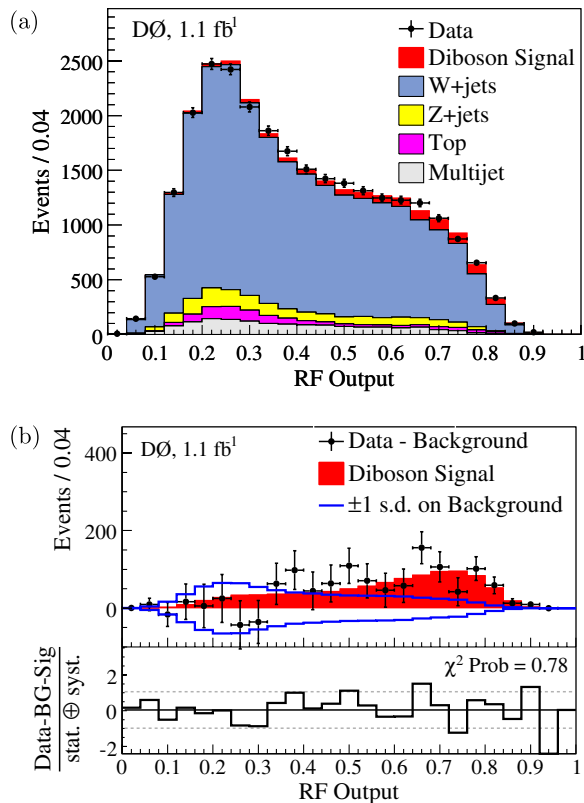 (a)
DØ, 1.1 fb⁻¹
Data
Diboson Signal
W+jets
Z+jets
Top
Multijet
Events / 0.04
2500
2000
1500
1000
500
0
0 0.1 0.2 0.3 0.4 0.5 0.6 0.7 0.8 0.9 1
RF Output
(b)
DØ, 1.1 fb⁻¹
Data - Background
Diboson Signal
±1 s.d. on Background
Events / 0.04
400
200
0
χ² Prob = 0.78
Data-BG-Sig
stat. ⊕ syst.
2
0
-2
0 0.1 0.2 0.3 0.4 0.5 0.6 0.7 0.8 0.9 1
RF Output